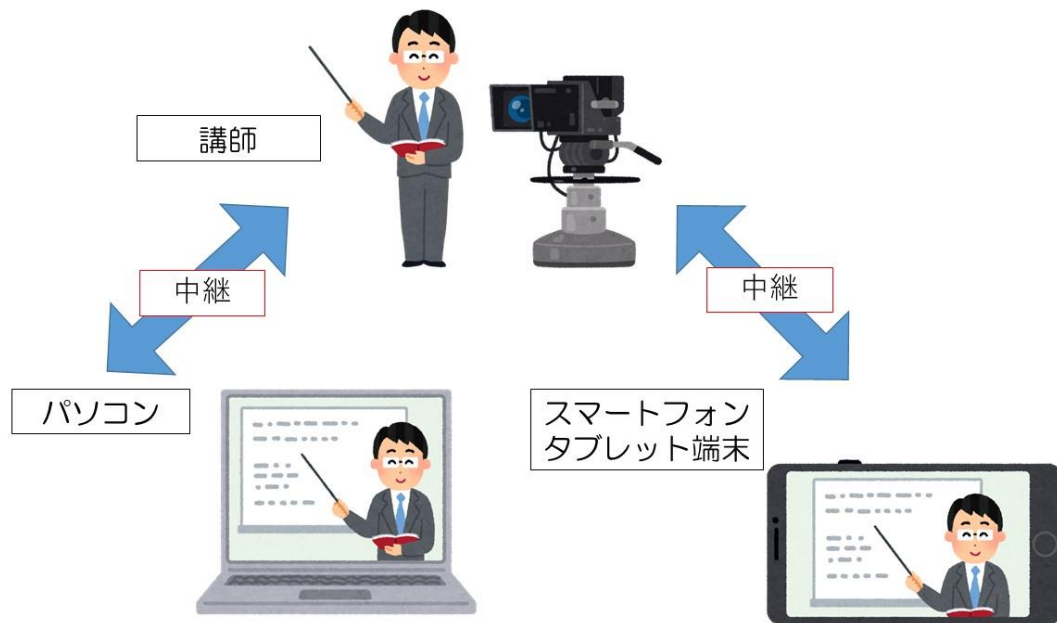 講師
中継
中継
パソコン
スマートフォン
タブレット端末